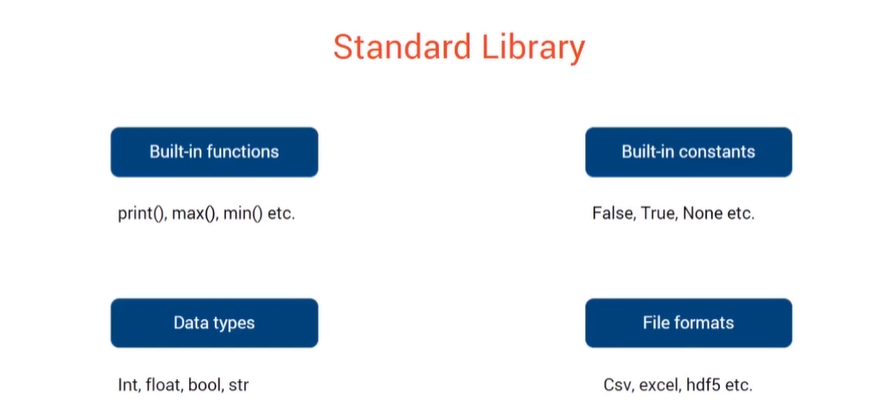 Standard Library
Built-in functions
Built-in constants
print(), max(), min() etc.
False, True, None etc.
Data types
File formats
Int, float, bool, str
Csv, excel, hdf5 etc.